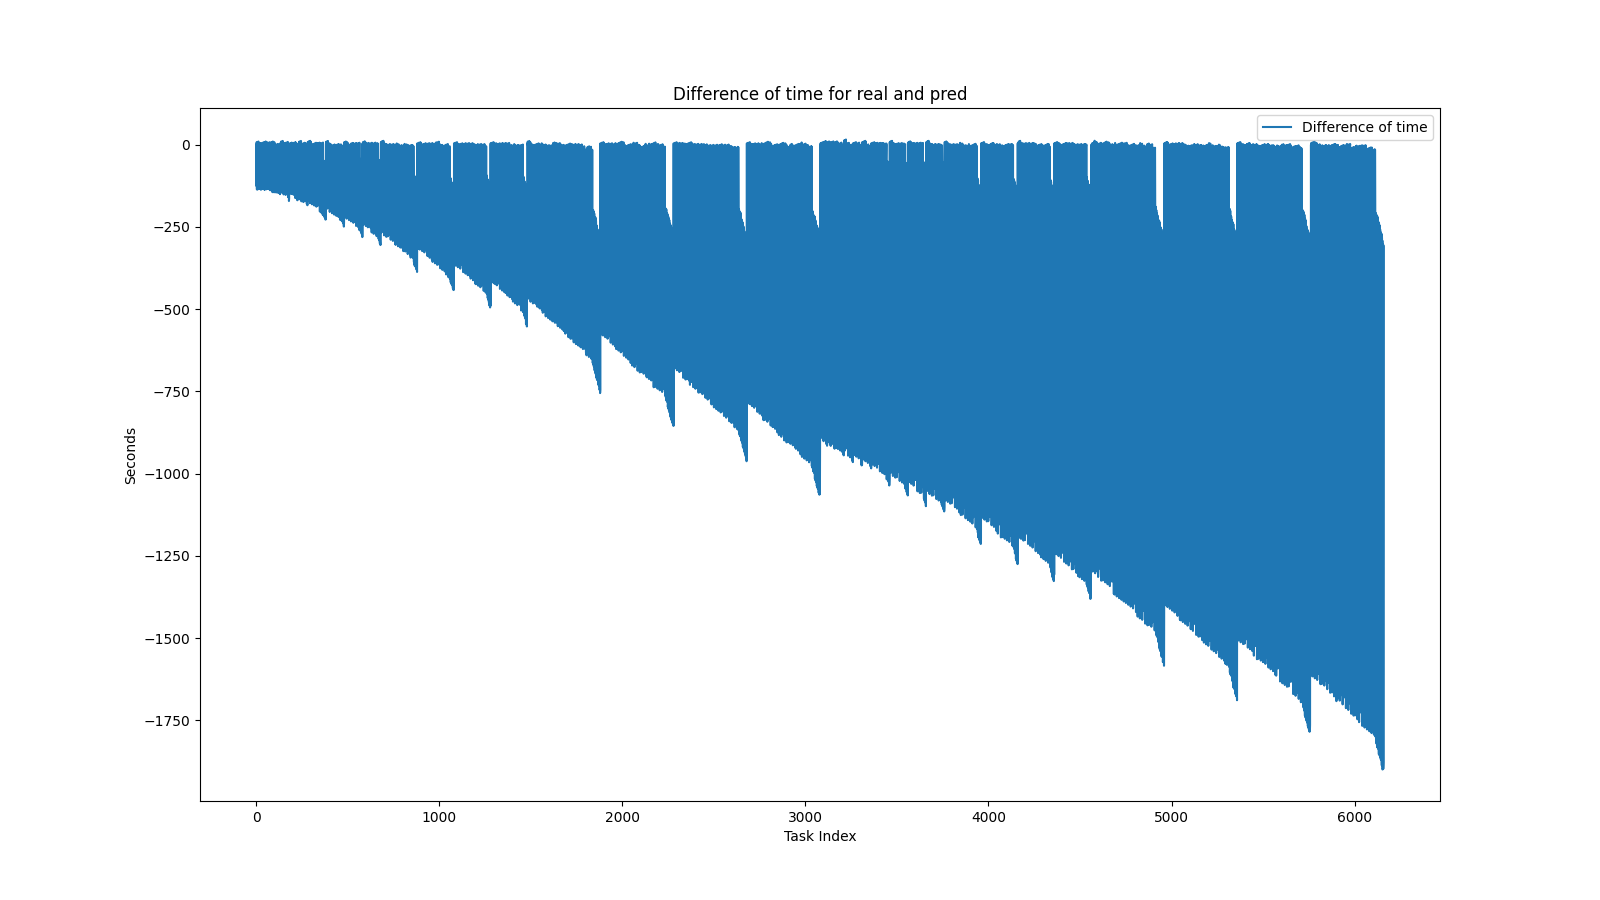 Difference of time for real and pred
Difference of time
0
−250
−500
−750
−1000
−1250
−1500
−1750
Seconds
0 1000 2000 3000 4000 5000 6000
Task Index